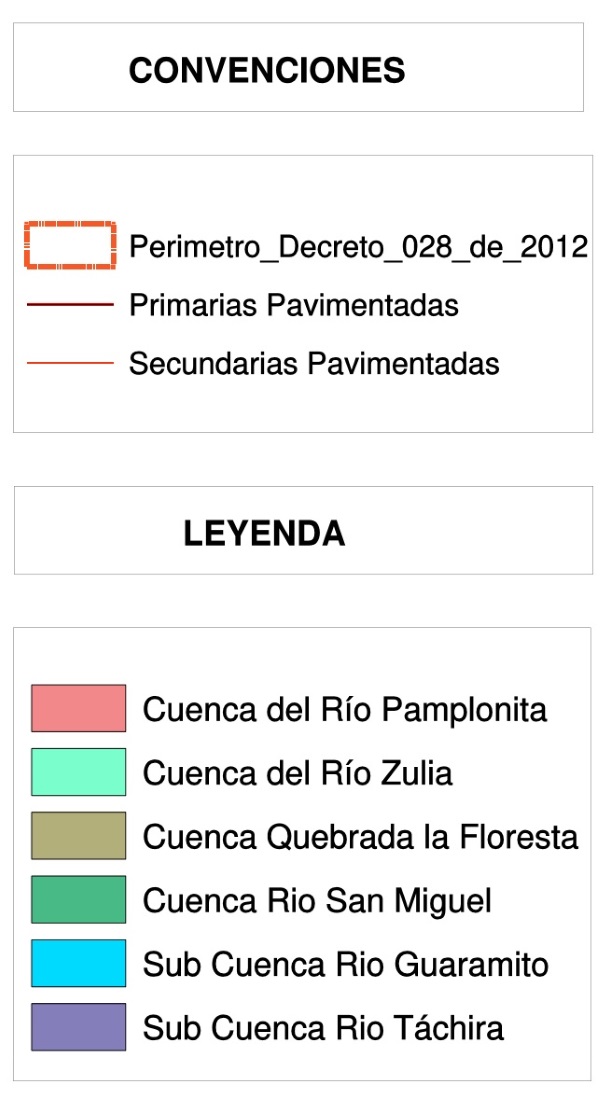 CONVENCIONES
Perimetro_Decreto_028_de_2012
Primarias Pavimentadas
Secundarias Pavimentadas
LEYENDA
Cuenca del Río Pamplonita
Cuenca del Río Zulia
Cuenca Quebrada la Floresta
Cuenca Rio San Miguel
Sub Cuenca Rio Guaramito
Sub Cuenca Rio Táchira